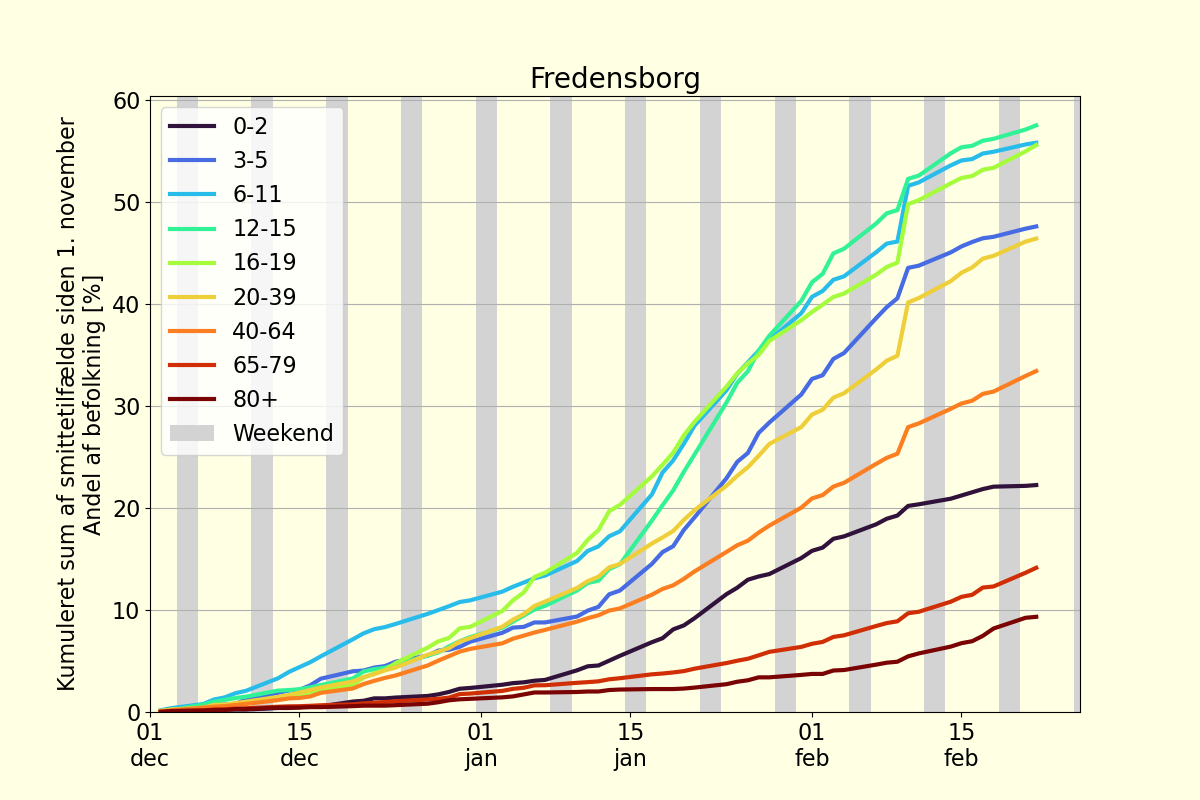 Fredensborg
Kumuleret sum af smittetilfælde siden 1. november
Andel af befolkning [%]
60
50
40
30
20
10
0
0-2
3-5
6-11
12-15
16-19
20-39
40-64
65-79
80+
Weekend
01 15 01 15 01 15
dec dec jan jan feb feb